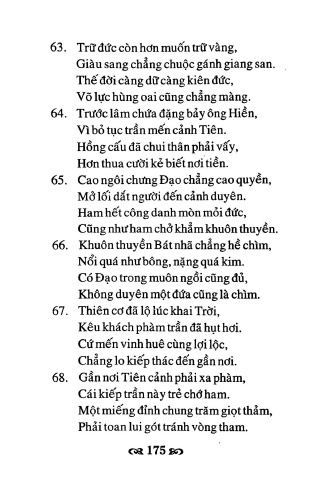 63. Trữ đức còn hơn muốn trữ vàng,
Giàu sang chẳng chuộc gánh giang san.
Thế đời càng dữ càng kiên đức,
Võ lực hùng oai cũng chẳng màng.
64. Trước lâm chứa đặng bảy ông Hiền,
Vì bỏ tục trần mến cảnh Tiên.
Hồng cấu đã chui thân phải vấy,
Hơn thua cười kẻ biết nơi tiền.
65. Cao ngôi chưng Đạo chẳng cao quyền,
Mở lối dắt người đến cảnh duyên.
Ham hết công danh mòn mỏi đức,
Cũng như ham chở khẩm khuôn thuyền.
66. Khuôn thuyền Bát nhã chẳng hề chìm,
Nổi quá như bông, nặng quá kim.
Có Đạo trong muôn ngồi cũng đủ,
Không duyên một đứa cũng là chìm.
67. Thiên cơ đã lộ lúc khai Trời,
Kêu khách phàm trần đã hụt hơi.
Cứ mến vinh huê cùng lợi lộc,
Chẳng lo kiếp thác đến gần nơi.
68. Gần nơi Tiên cảnh phải xa phàm,
Cái kiếp trần này trẻ chớ ham.
Một miếng đỉnh chung trăm giọt thảm,
Phải toan lui gót tránh vòng tham.
175